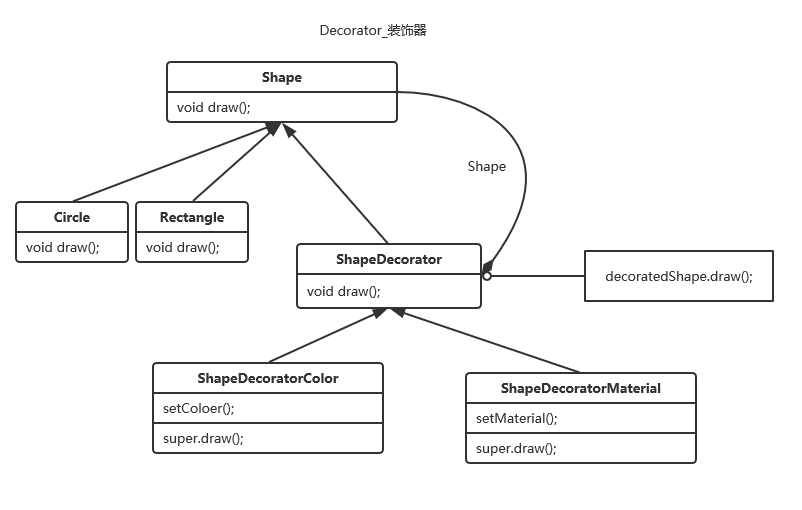 Decorator_装饰器
Shape
void draw();
Shape
Circle
void draw();
Rectangle
void draw();
ShapeDecorator
void draw();
decoratedShape.draw();
ShapeDecoratorColor
setColoer();
super.draw();
ShapeDecoratorMaterial
setMaterial();
super.draw();